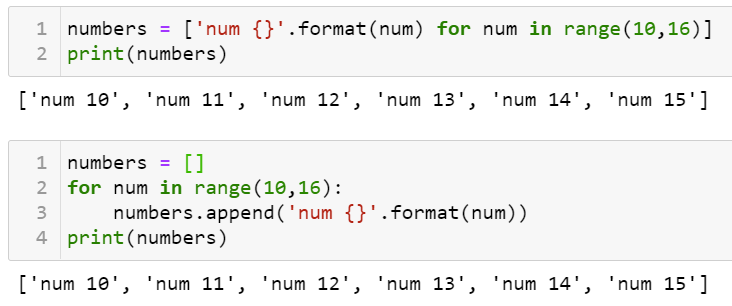 1 numbers = ['num {}'.format(num) for num in range(10,16)]
2 print(numbers)
['num 10', 'num 11', 'num 12', 'num 13', 'num 14', 'num 15']
1 numbers = []
2 for num in range(10,16):
3     numbers.append('num {}'.format(num))
4 print(numbers)
['num 10', 'num 11', 'num 12', 'num 13', 'num 14', 'num 15']